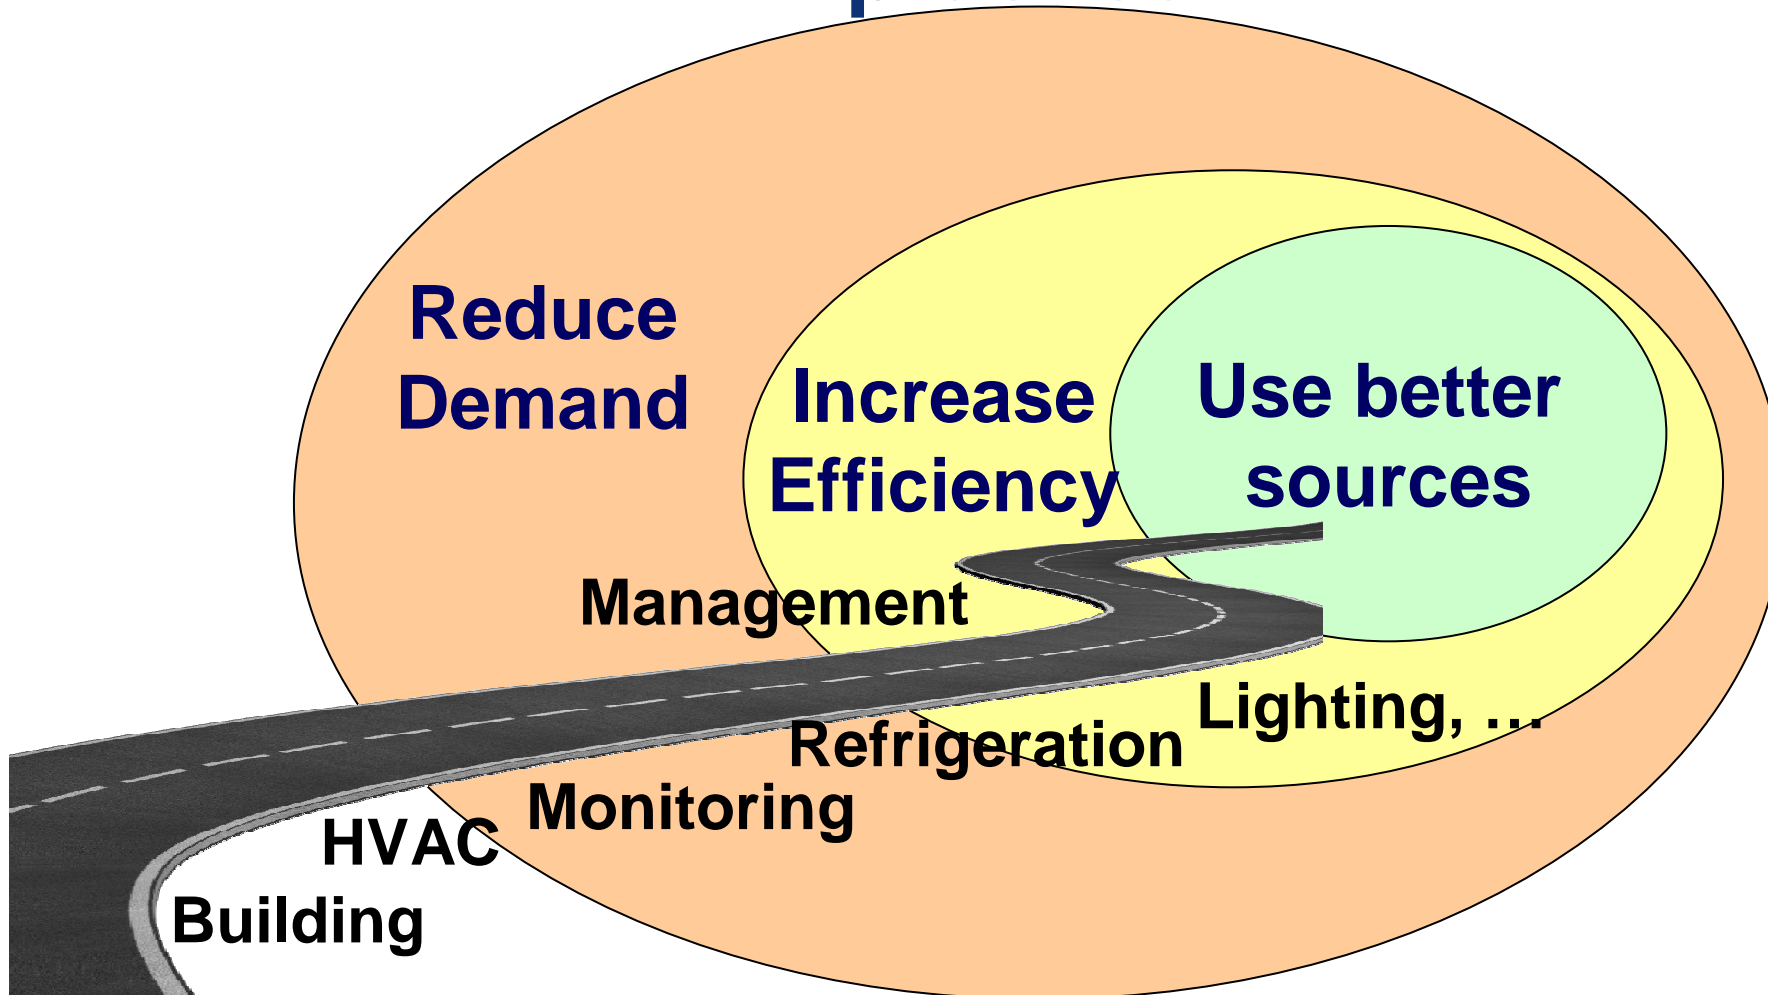 Reduce
Demand
Increase
Efficiency
Use better
sources
Management
Lighting, …
Refrigeration
Monitoring
HVAC
Building